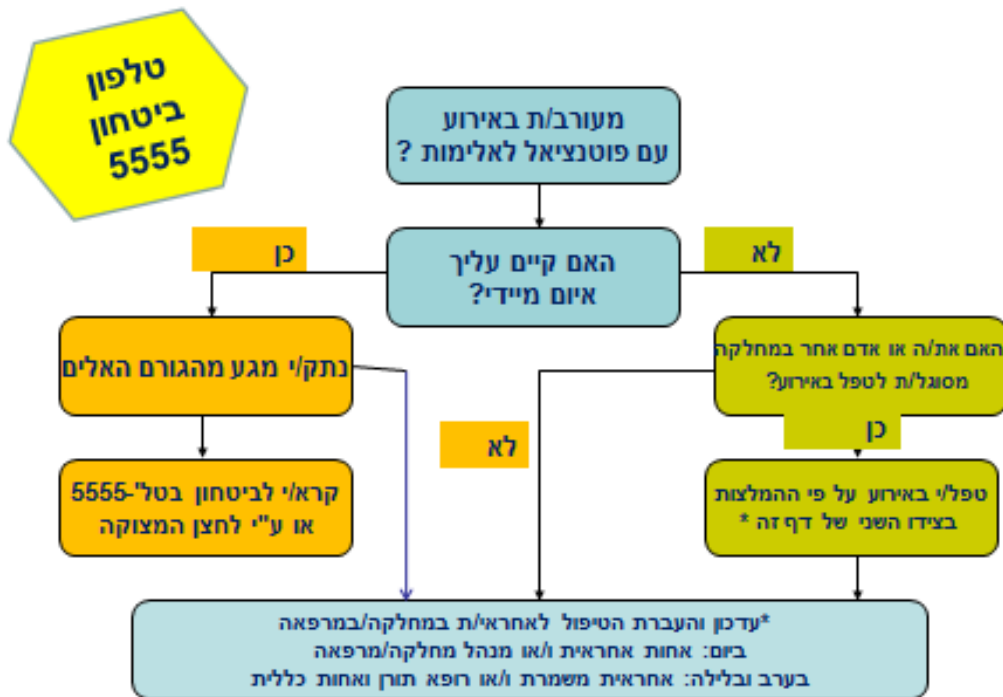 טלפון
ביטחון
5555
מעורב/ת באירוע
עם פוטנציאל לאלימות ?
האם קיים עליך
איום מיידי?
כן
לא
נתק/י מגע מהגורם האלים
האם את/ה או אדם אחר במחלקה
מסוגל/ת לטפל באירוע?
לא
כן
קרא/י לביטחון בטל"-5555
או ע"י לחצן המצוקה
טפל/י באירוע על פי ההמלצות
בצידו השני של דף זה *
*עדכון והעברת הטיפול לאחראי/ת במחלקה/במרפאה
ביום: אחות אחראית ו/או מנהל מחלקה/מרפאה
בערב ובלילה: אחראית משמרת ו/או רופא תורן ואחות כללית